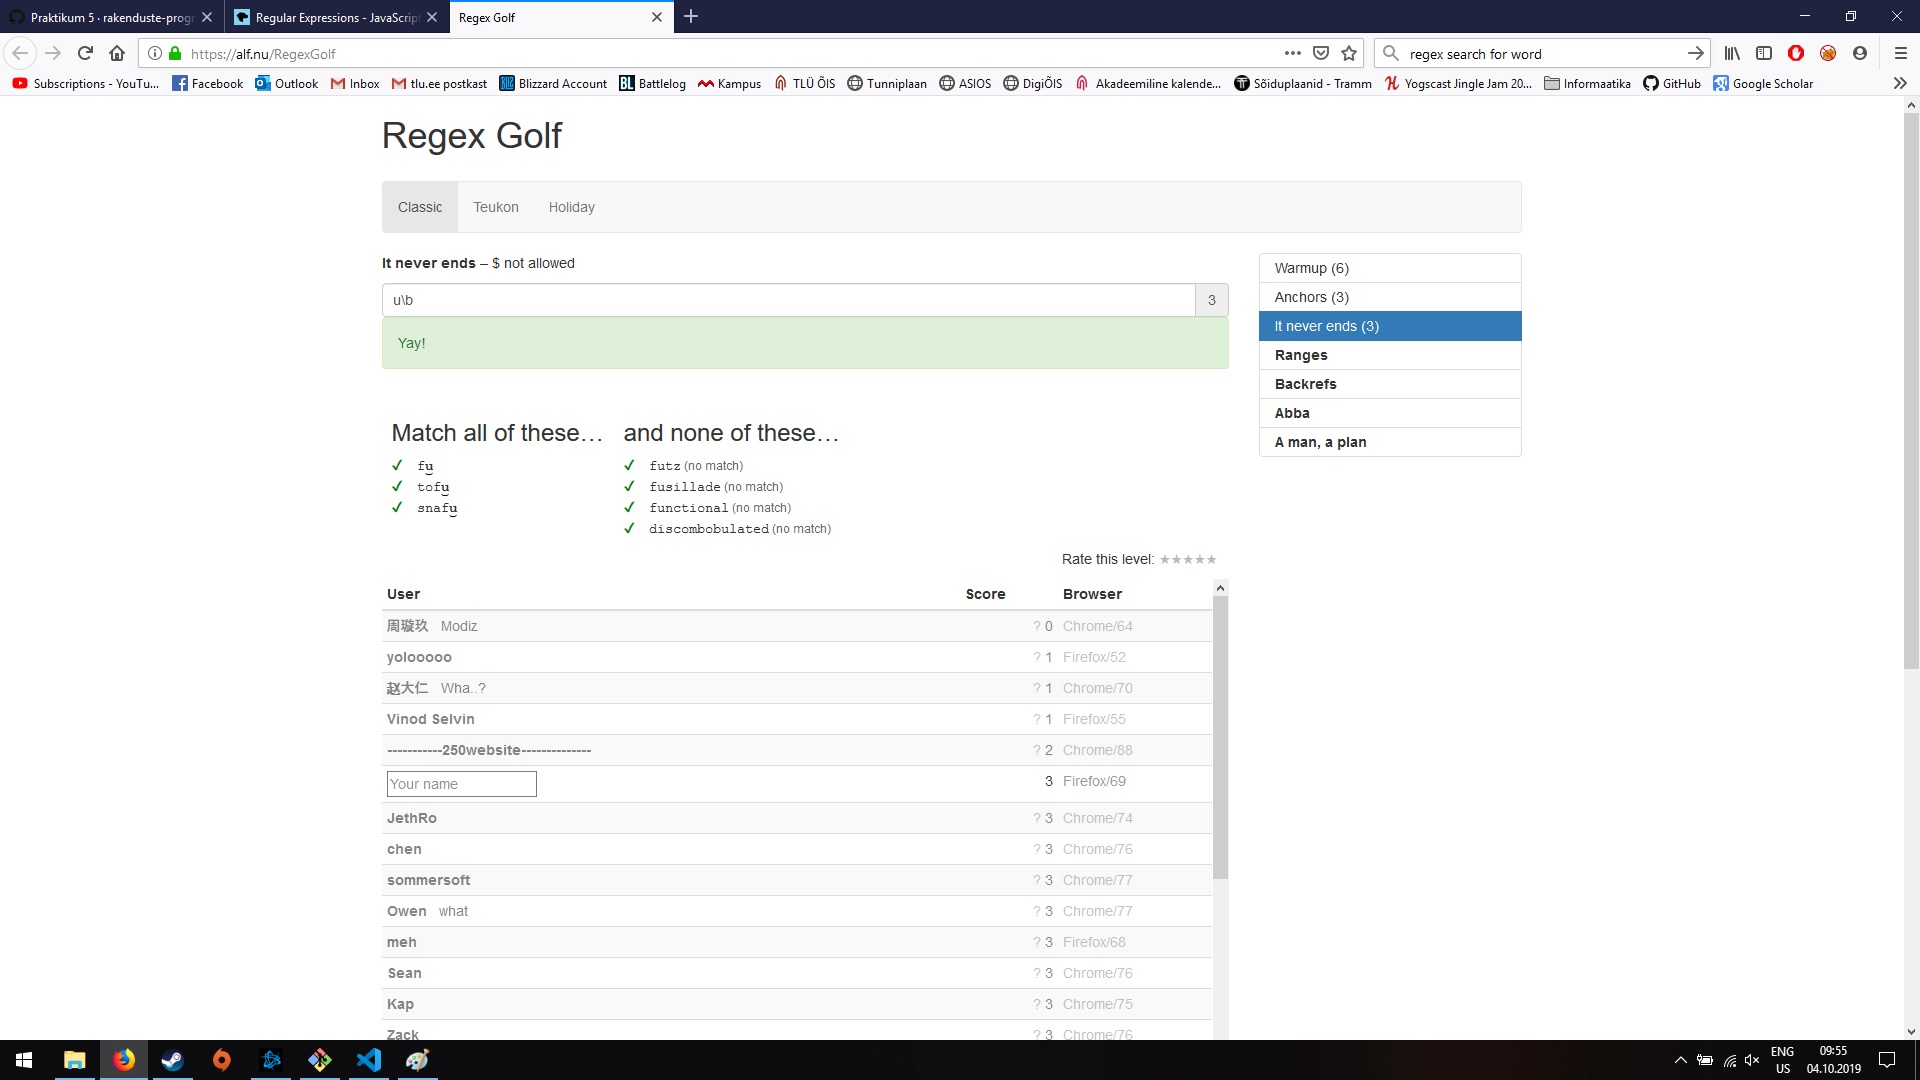 Praktikum 5 · rakenduste-progr
Regular Expressions - JavaScript
Regex Golf
https://alf.nu/RegexGolf
regex search for word
Subscriptions - YouTu...
Facebook
Outlook
Inbox
tlu.ee postkast
Blizzard Account
Battlelog
Kampus
TLÜ ÕIS
Tunniplaan
ASIOS
DigiÕIS
Akadeemiline kalende...
Sõiduplaanid - Tramm
Yogscast Jingle Jam 20...
Informaatika
GitHub
Google Scholar
Regex Golf
Classic Teukon Holiday
It never ends – $ not allowed
u\b 3
Yay!
Warmup (6)
Anchors (3)
It never ends (3)
Ranges
Backrefs
Abba
A man, a plan
Match all of these…
fu
tofu
snafu
and none of these…
futz (no match)
fusillade (no match)
functional (no match)
discombobulated (no match)
Rate this level: ★★★★★
User Score Browser
周璇玖 Modiz ? 0 Chrome/64
yolooooo ? 1 Firefox/52
赵大仁 Wha..? ? 1 Chrome/70
Vinod Selvin ? 1 Firefox/55
-----------250website-------------- ? 2 Chrome/88
Your name 3 Firefox/69
JethRo ? 3 Chrome/74
chen ? 3 Chrome/76
sommersoft ? 3 Chrome/77
Owen what ? 3 Chrome/77
meh ? 3 Firefox/68
Sean ? 3 Chrome/76
Kap ? 3 Chrome/75
Zack ? 3 Chrome/76
ENG
US
09:55
04.10.2019